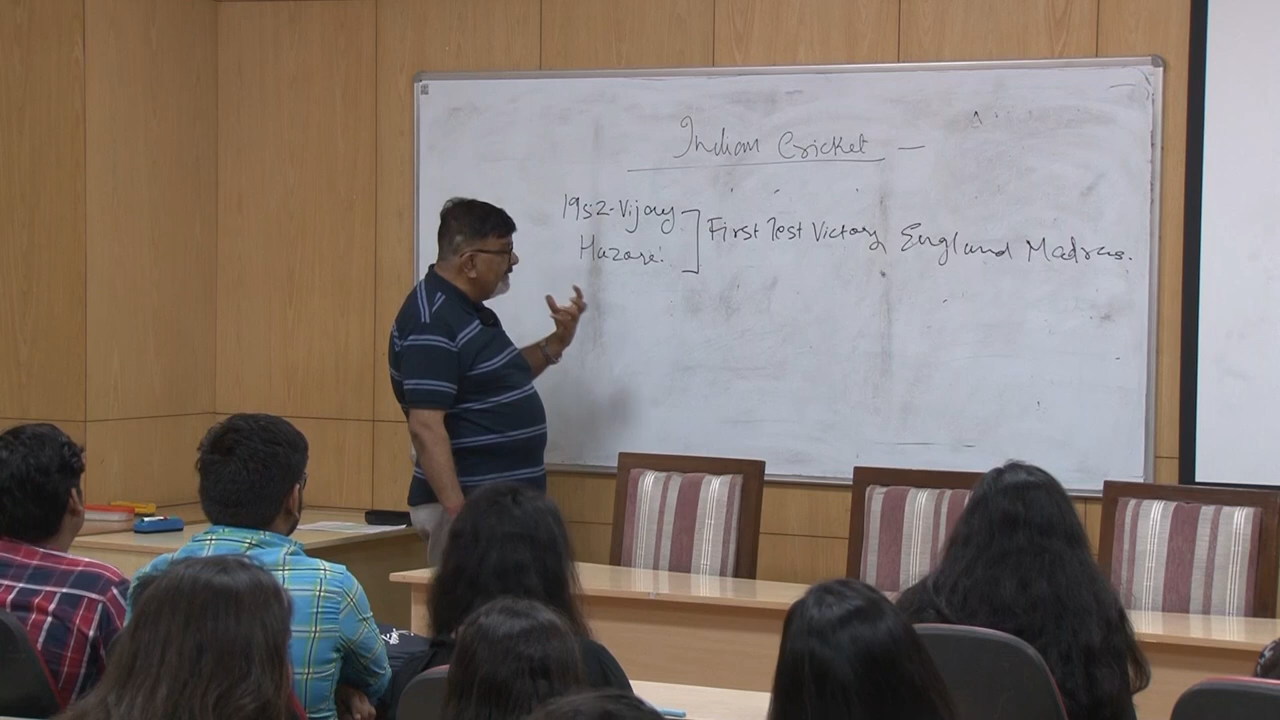 Indian Cricket —
1952-Vijay
Hazare.] First Test Victory England Madras.